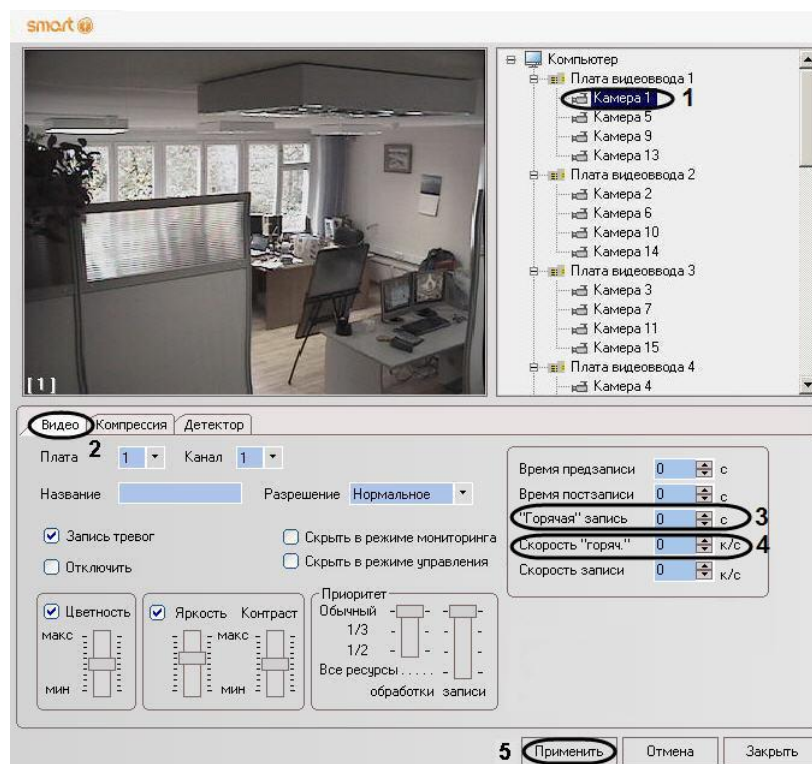 smart
Компьютер
Плата видеоввода 1
Камера 1 1
Камера 5
Камера 9
Камера 13
Плата видеоввода 2
Камера 2
Камера 6
Камера 10
Камера 14
Плата видеоввода 3
Камера 3
Камера 7
Камера 11
Камера 15
Плата видеоввода 4
Камера 4
[1]
Видео Компрессия Детектор
2
Плата 1 Канал 1
Название Разрешение Нормальное
Запись тревог
Отключить
Скрыть в режиме мониторинга
Скрыть в режиме управления
Время предзаписи 0 с
Время постзаписи 0 с
"Горячая" запись 0 с 3
Скорость "горяч." 0 к/с 4
Скорость записи 0 к/с
Цветность
макс
мин
Яркость Контраст
макс
мин
Приоритет
Обычный
1/3
1/2
Все ресурсы.....
обработки записи
5 Применить Отмена Закрыть